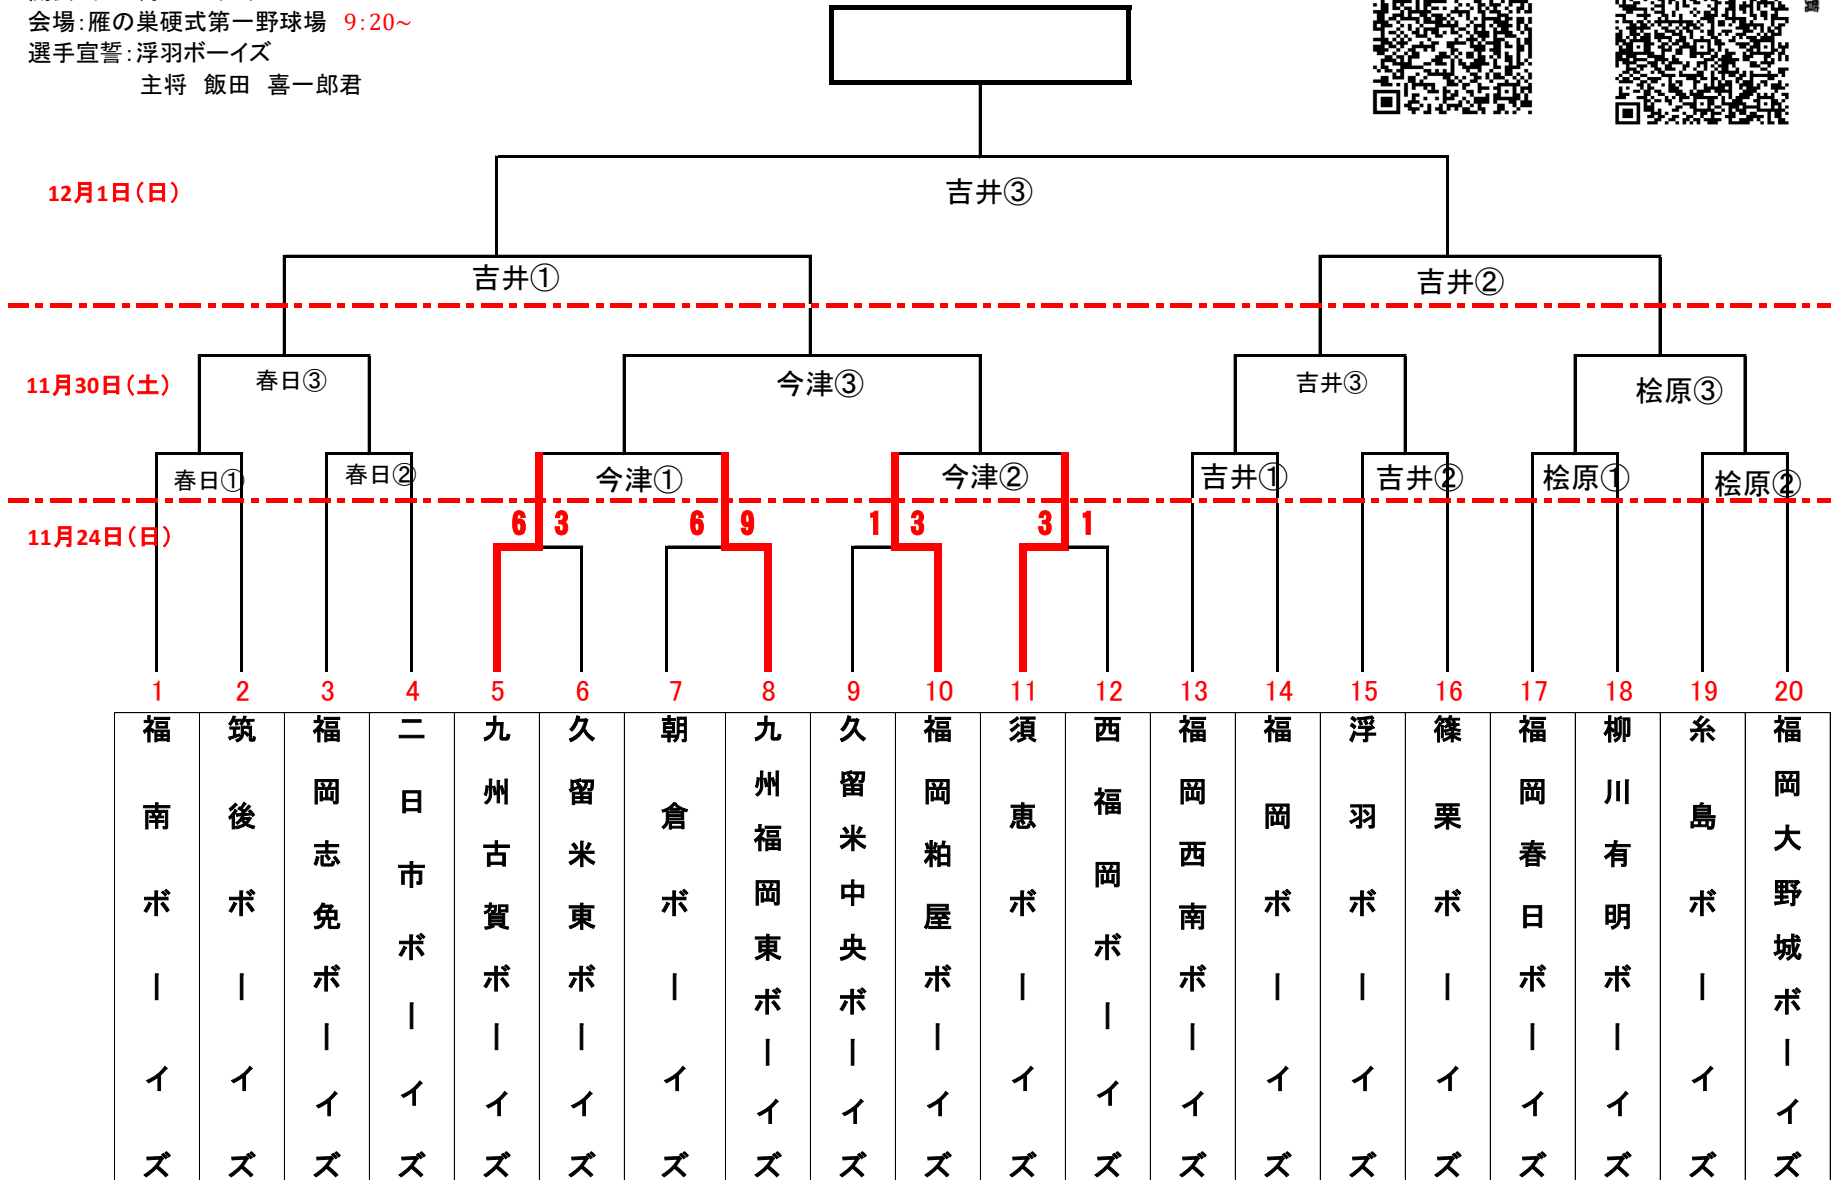 会場:雁の巣硬式第一野球場 9:20~
選手宣誓:浮羽ボーイズ
主将 飯田 喜一郎君
12月1日(日)
吉井③
吉井①
吉井②
11月30日(土)
春日③
今津③
吉井③
桧原③
春日①
春日②
今津①
今津②
吉井①
吉井②
桧原①
桧原②
11月24日(日)
6 3
6 9
1 3
3 1
1 2 3 4 5 6 7 8 9 10 11 12 13 14 15 16 17 18 19 20
福南ボーイズ
筑後ボーイズ
福岡志免ボーイズ
二日市ボーイズ
九州古賀ボーイズ
久留米東ボーイズ
朝倉ボーイズ
九州福岡東ボーイズ
久留米中央ボーイズ
福岡粕屋ボーイズ
須恵ボーイズ
西福岡ボーイズ
福岡西南ボーイズ
福岡ボーイズ
浮羽ボーイズ
篠栗ボーイズ
福岡春日ボーイズ
柳川有明ボーイズ
糸島ボーイズ
福岡大野城ボーイズ